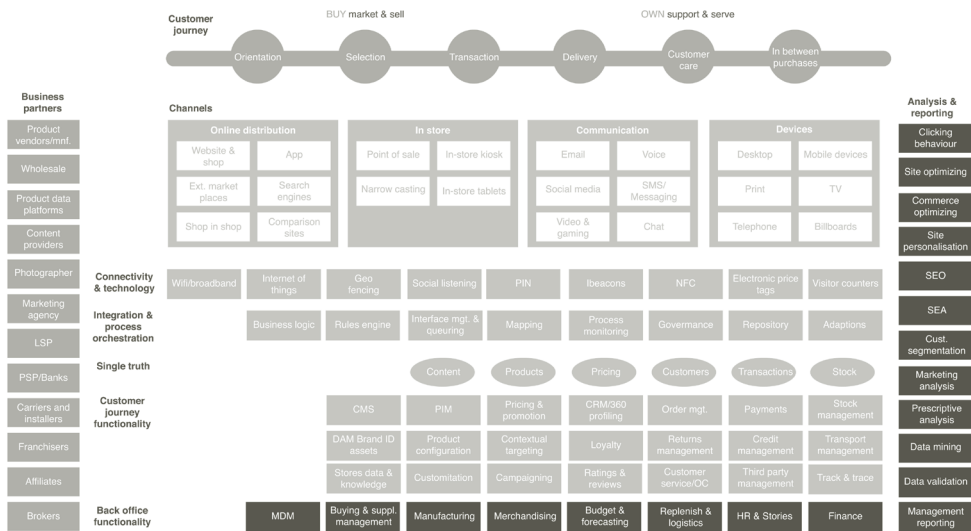 Customer
journey
BUY market & sell
OWN support & serve
Orientation
Selection
Transaction
Delivery
Customer
care
In between
purchases
Business
partners
Product
vendors/mnf.
Wholesale
Product data
platforms
Content
providers
Photographer
Marketing
agency
LSP
PSP/Banks
Carriers and
installers
Franchisers
Affiliates
Brokers
Channels
Online distribution
Website &
shop
App
Ext. market
places
Search
engines
Shop in shop
Comparison
sites
In store
Point of sale
In-store kiosk
Narrow casting
In-store tablets
Communication
Email
Voice
Social media
SMS/
Messaging
Video &
gaming
Chat
Devices
Desktop
Mobile devices
Print
TV
Telephone
Billboards
Connectivity
& technology
Wifi/broadband
Internet of
things
Geo
fencing
Social listening
PIN
Ibeacons
NFC
Electronic price
tags
Visitor counters
Integration &
process
orchestration
Business logic
Rules engine
Interface mgt. &
queuring
Mapping
Process
monitoring
Governance
Repository
Adaptions
Single truth
Content
Products
Pricing
Customers
Transactions
Stock
Customer
journey
functionality
CMS
PIM
Pricing &
promotion
CRM/360
profiling
Order mgt.
Payments
Stock
management
DAM Brand ID
assets
Product
configuration
Contextual
targeting
Loyalty
Returns
management
Credit
management
Transport
management
Stores data &
knowledge
Customitation
Campaigning
Ratings &
reviews
Customer
service/OC
Third party
management
Track & trace
Back office
functionality
MDM
Buying & suppl.
management
Manufacturing
Merchandising
Budget &
forecasting
Replenish &
logistics
HR & Stories
Finance
Analysis &
reporting
Clicking
behaviour
Site optimizing
Commerce
optimizing
Site
personalisation
SEO
SEA
Cust.
segmentation
Marketing
analysis
Prescriptive
analysis
Data mining
Data validation
Management
reporting